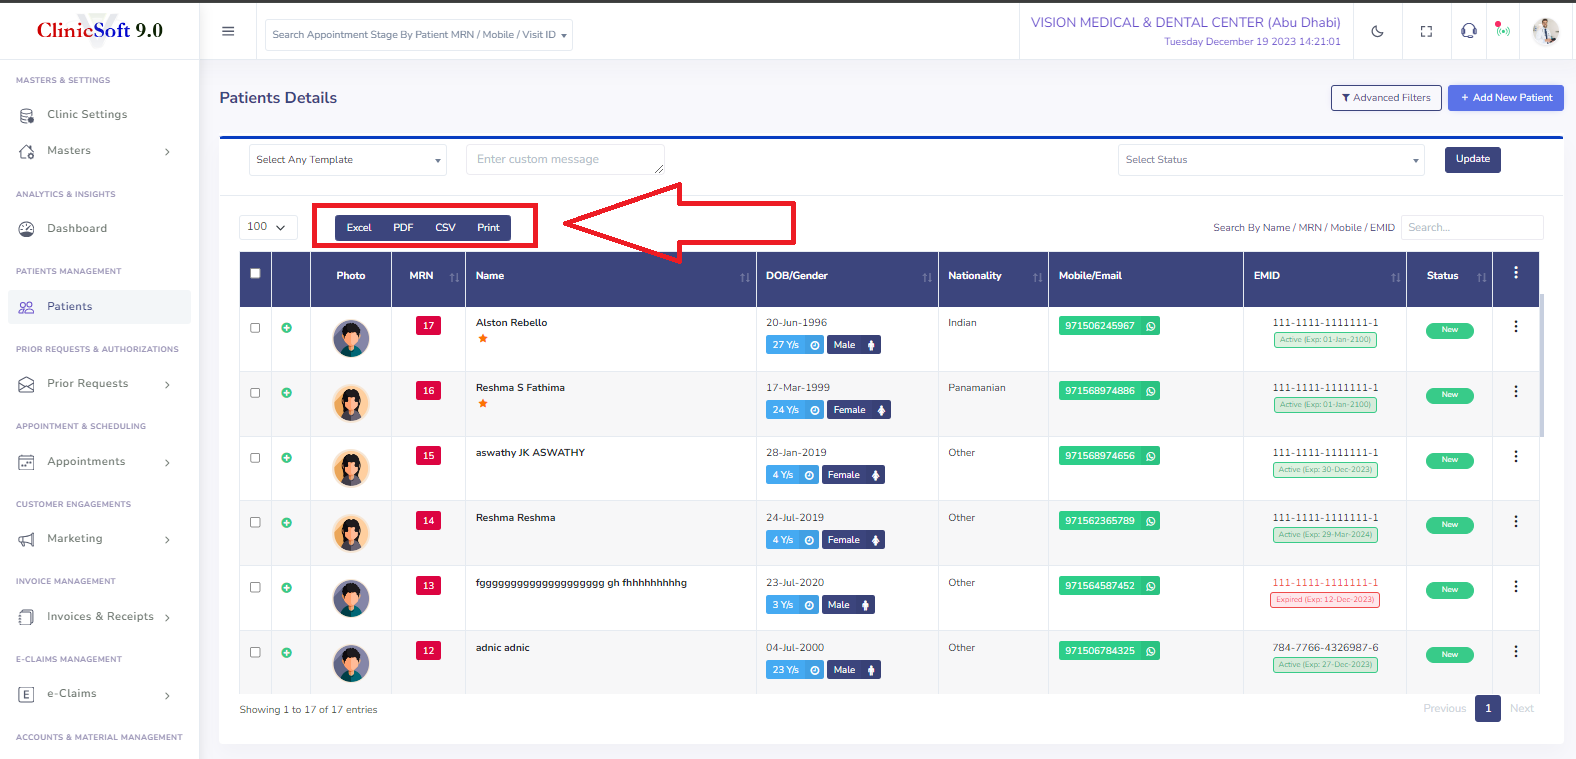 ClinicSoft 9.0
Search Appointment Stage By Patient MRN / Mobile / Visit ID
VISION MEDICAL & DENTAL CENTER (Abu Dhabi)
Tuesday December 19 2023 14:21:01
MASTERS & SETTINGS
Clinic Settings
Masters
ANALYTICS & INSIGHTS
Dashboard
PATIENTS MANAGEMENT
Patients
PRIOR REQUESTS & AUTHORIZATIONS
Prior Requests
APPOINTMENT & SCHEDULING
Appointments
CUSTOMER ENGAGEMENTS
Marketing
INVOICE MANAGEMENT
Invoices & Receipts
E-CLAIMS MANAGEMENT
E e-Claims
ACCOUNTS & MATERIAL MANAGEMENT
Patients Details
Advanced Filters
+ Add New Patient
Select Any Template
Enter custom message
Select Status
Update
100
Excel PDF CSV Print
Search By Name / MRN / Mobile / EMID Search...
Photo MRN Name DOB/Gender Nationality Mobile/Email EMID Status
17 Alston Rebello 20-Jun-1996 Indian 971506245967 111-1111-1111111-1 New
27 Y/s Male Active (Exp: 01-Jan-2100)
16 Reshma S Fathima 17-Mar-1999 Panamanian 971568974886 111-1111-1111111-1 New
24 Y/s Female Active (Exp: 01-Jan-2100)
15 aswathy JK ASWATHY 28-Jan-2019 Other 971568974656 111-1111-1111111-1 New
4 Y/s Female Active (Exp: 30-Dec-2023)
14 Reshma Reshma 24-Jul-2019 Other 971562365789 111-1111-1111111-1 New
4 Y/s Female Active (Exp: 29-Mar-2024)
13 fggggggggggggggggggggg gh fhhhhhhhhhg 23-Jul-2020 Other 971564587452 111-1111-1111111-1 New
3 Y/s Male Expired (Exp: 12-Dec-2023)
12 adnic adnic 04-Jul-2000 Other 971506784325 784-7766-4326987-6 New
23 Y/s Male Active (Exp: 27-Dec-2023)
Showing 1 to 17 of 17 entries
Previous 1 Next